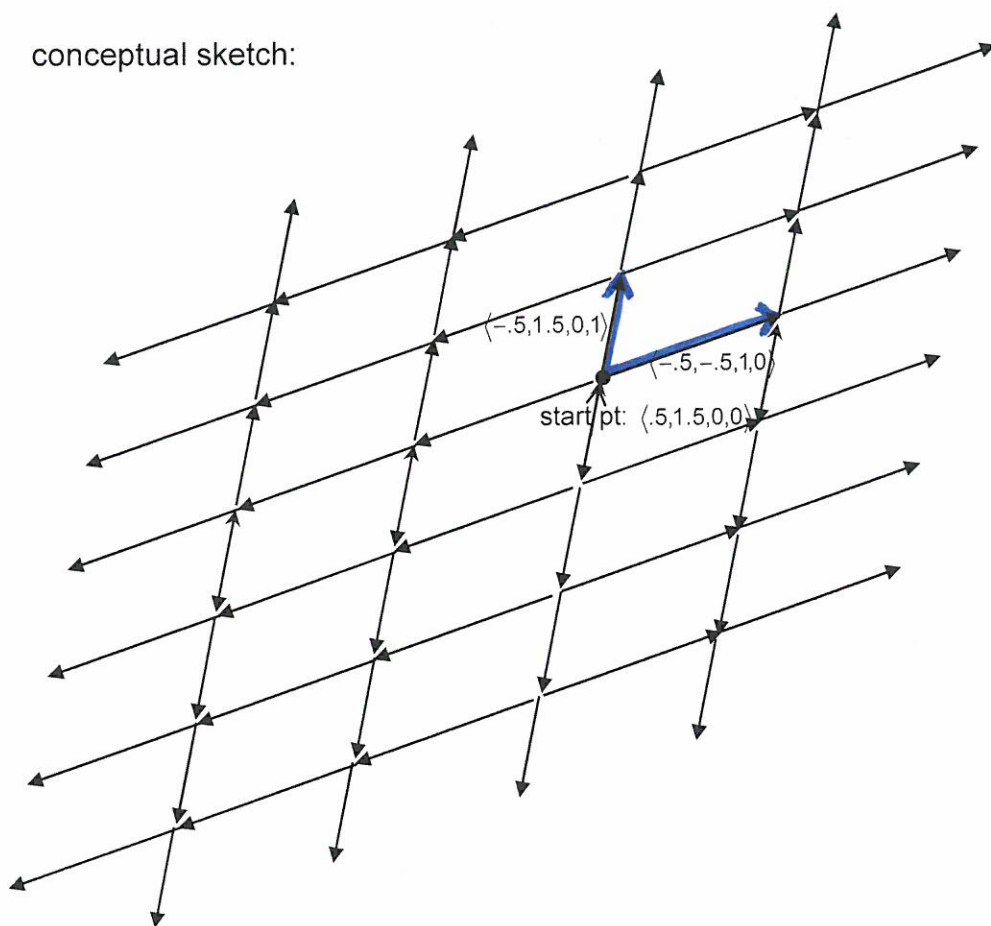 conceptual sketch:
⟨-.5,1.5,0,1⟩
⟨-.5,-.5,1,0⟩
start pt: ⟨.5,1.5,0,0⟩